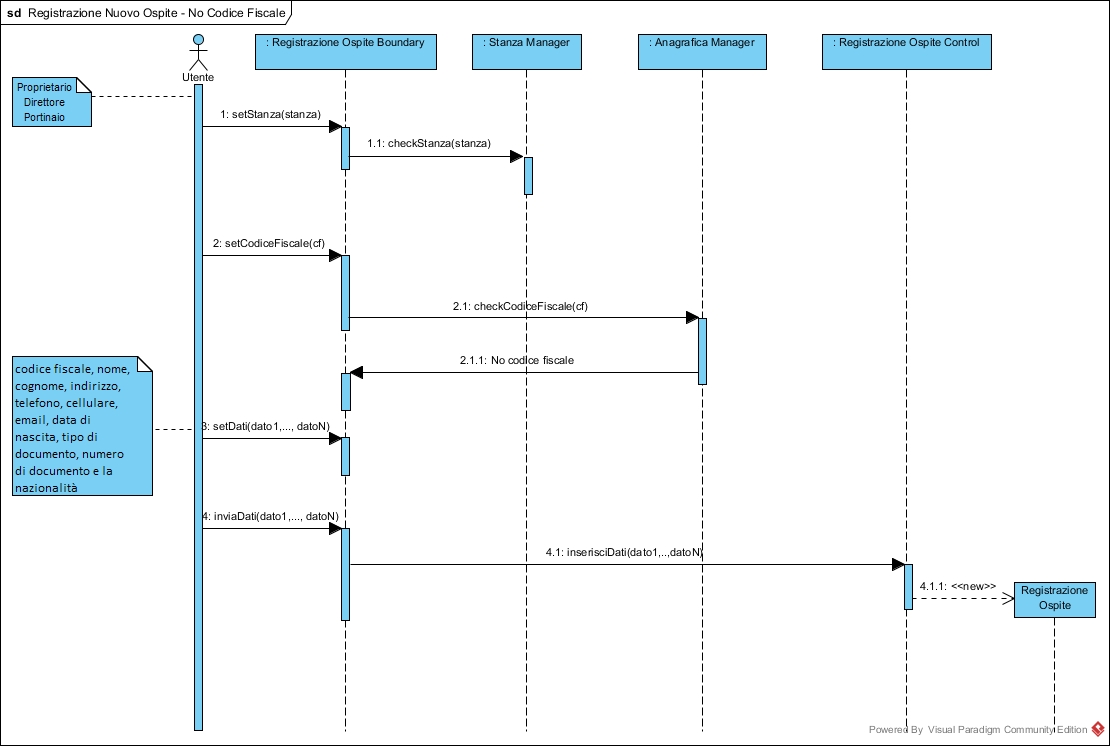 sd Registrazione Nuovo Ospite - No Codice Fiscale
: Registrazione Ospite Boundary
: Stanza Manager
: Anagrafica Manager
: Registrazione Ospite Control
Utente
Proprietario
Direttore
Portinaio
1: setStanza(stanza)
1.1: checkStanza(stanza)
2: setCodiceFiscale(cf)
2.1: checkCodiceFiscale(cf)
2.1.1: No codice fiscale
codice fiscale, nome,
cognome, indirizzo,
telefono, cellulare,
email, data di
nascita, tipo di
documento, numero
di documento e la
nazionalità
3: setDati(dato1,..., datoN)
4: inviaDati(dato1,..., datoN)
4.1: inserisciDati(dato1,..,datoN)
4.1.1: <<new>>
Registrazione
Ospite
Powered By Visual Paradigm Community Edition